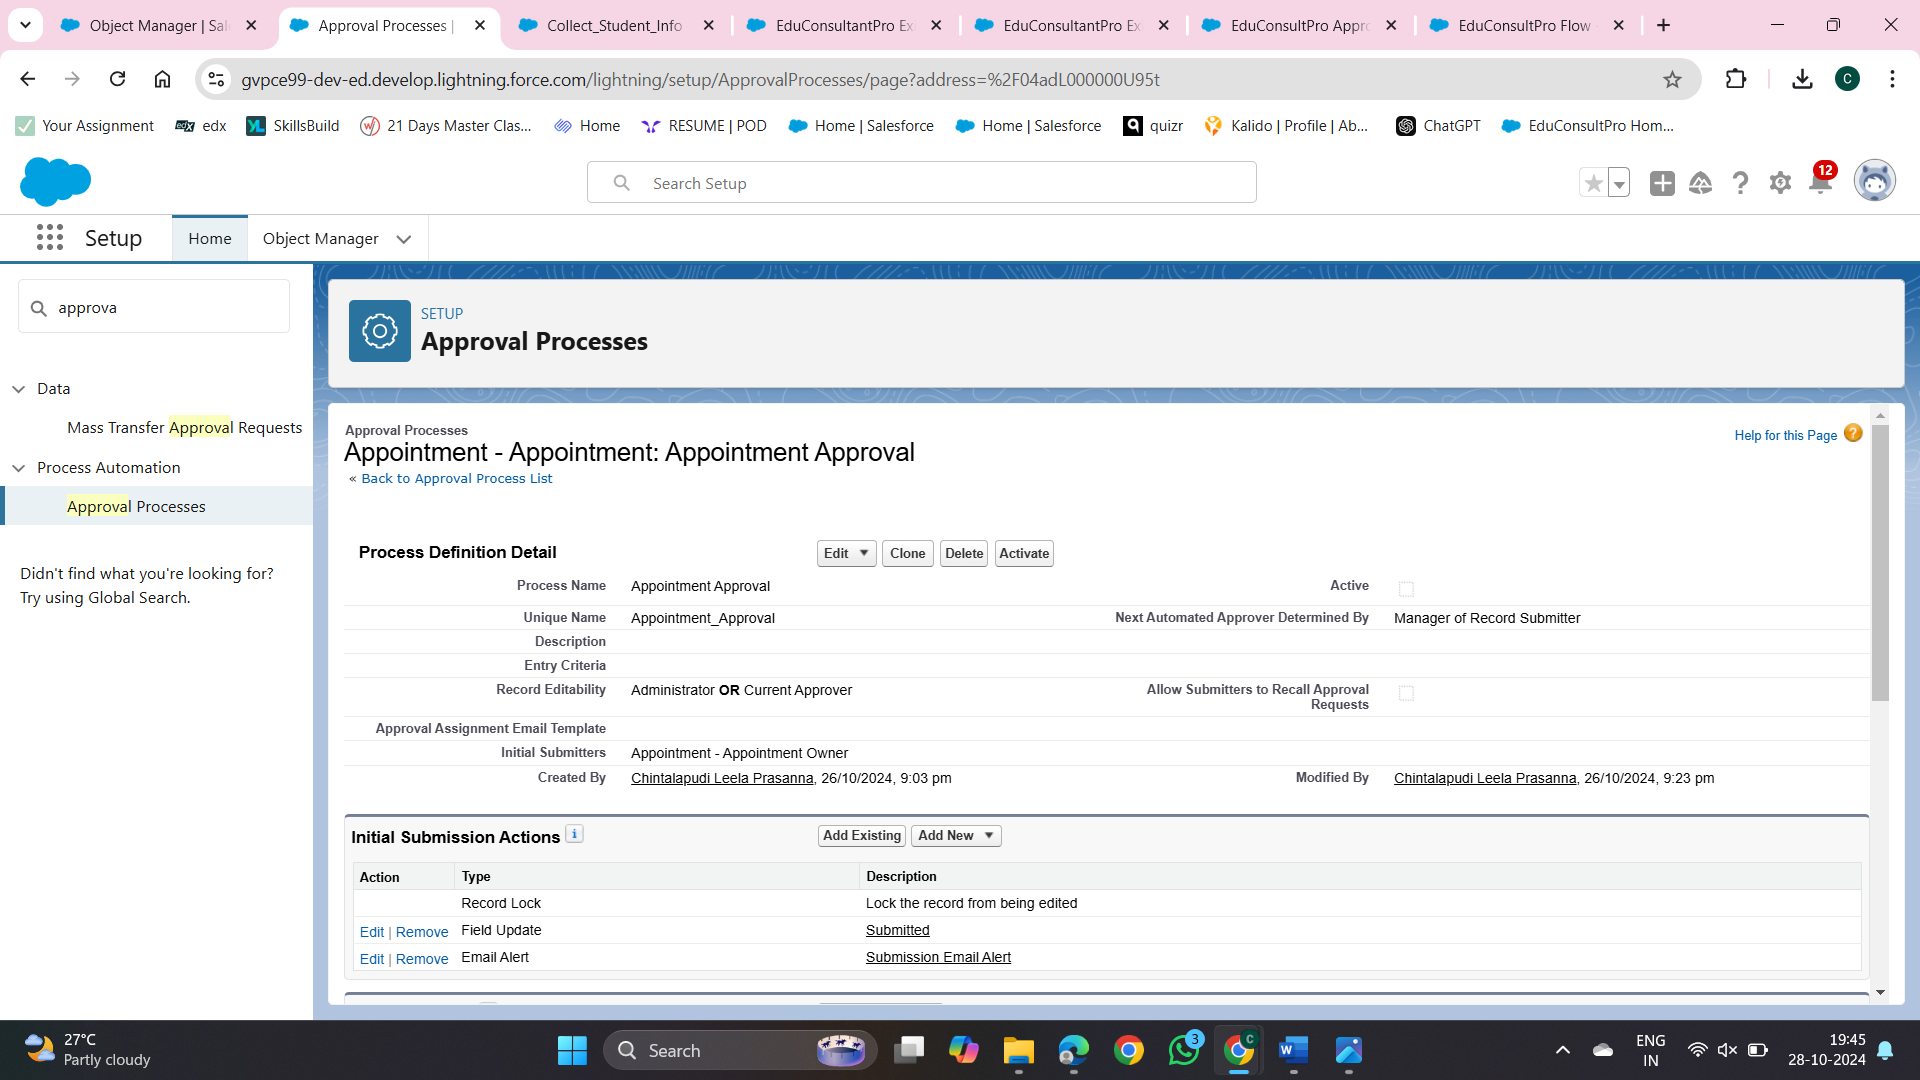 Object Manager | Sal
Approval Processes |
Collect_Student_Info
EduConsultantPro Ex
EduConsultantPro Ex
EduConsultPro Appro
EduConsultPro Flow -
gvpce99-dev-ed.develop.lightning.force.com/lightning/setup/ApprovalProcesses/page?address=%2F04adL000000U95t
C
Your Assignment
edX edx
YL SkillsBuild
21 Days Master Clas...
Home
RESUME | POD
Home | Salesforce
Home | Salesforce
quizr
Kalido | Profile | Ab...
ChatGPT
EduConsultPro Hom...
Search Setup
12
Setup
Home
Object Manager
approva
Data
Mass Transfer Approval Requests
Process Automation
Approval Processes
Didn't find what you're looking for?
Try using Global Search.
SETUP
Approval Processes
Approval Processes
Appointment - Appointment: Appointment Approval
« Back to Approval Process List
Help for this Page ?
Process Definition Detail
Edit Clone Delete Activate
Process Name Appointment Approval Active
Unique Name Appointment_Approval Next Automated Approver Determined By Manager of Record Submitter
Description
Entry Criteria
Record Editability Administrator OR Current Approver Allow Submitters to Recall Approval
Requests
Approval Assignment Email Template
Initial Submitters Appointment - Appointment Owner
Created By Chintalapudi Leela Prasanna, 26/10/2024, 9:03 pm Modified By Chintalapudi Leela Prasanna, 26/10/2024, 9:23 pm
Initial Submission Actions i
Add Existing Add New
Action Type Description
Record Lock Lock the record from being edited
Edit | Remove Field Update Submitted
Edit | Remove Email Alert Submission Email Alert
27°C
Partly cloudy
Search
3
C
W
ENG
IN
19:45
28-10-2024